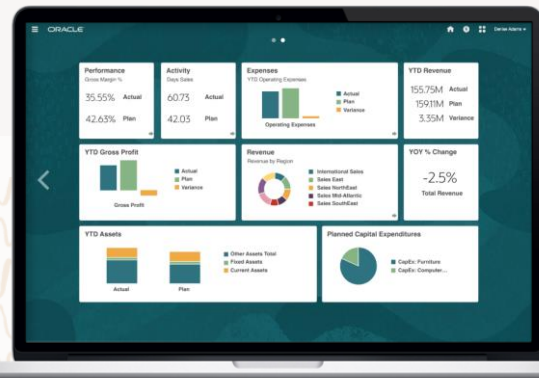 ORACLE
Denise Adams
Performance
Gross Margin %
35.55% Actual
42.63% Plan
Activity
Days Sales
60.73 Actual
42.03 Plan
Expenses
YTD Operating Expenses
Actual
Plan
Variance
Operating Expenses
YTD Revenue
155.75M Actual
159.11M Plan
3.35M Variance
YTD Gross Profit
Actual
Plan
Variance
Gross Profit
Revenue
Revenue by Region
International Sales
Sales East
Sales NorthEast
Sales Mid-Atlantic
Sales SouthEast
YOY % Change
-2.5%
Total Revenue
YTD Assets
Other Assets Total
Fixed Assets
Current Assets
Actual Plan
Planned Capital Expenditures
CapEx: Furniture
CapEx: Computer...